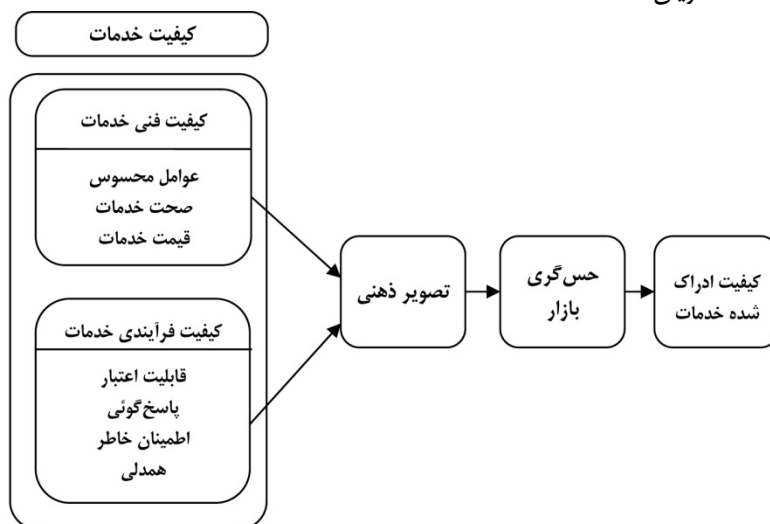 کیفیت خدمات
کیفیت فنی خدمات
عوامل محسوس
صحت خدمات
قیمت خدمات
کیفیت فرآیندی خدمات
قابلیت اعتبار
پاسخ‌گوئی
اطمینان خاطر
همدلی
تصویر ذهنی
حس‌گری
بازار
کیفیت ادراک
شده خدمات